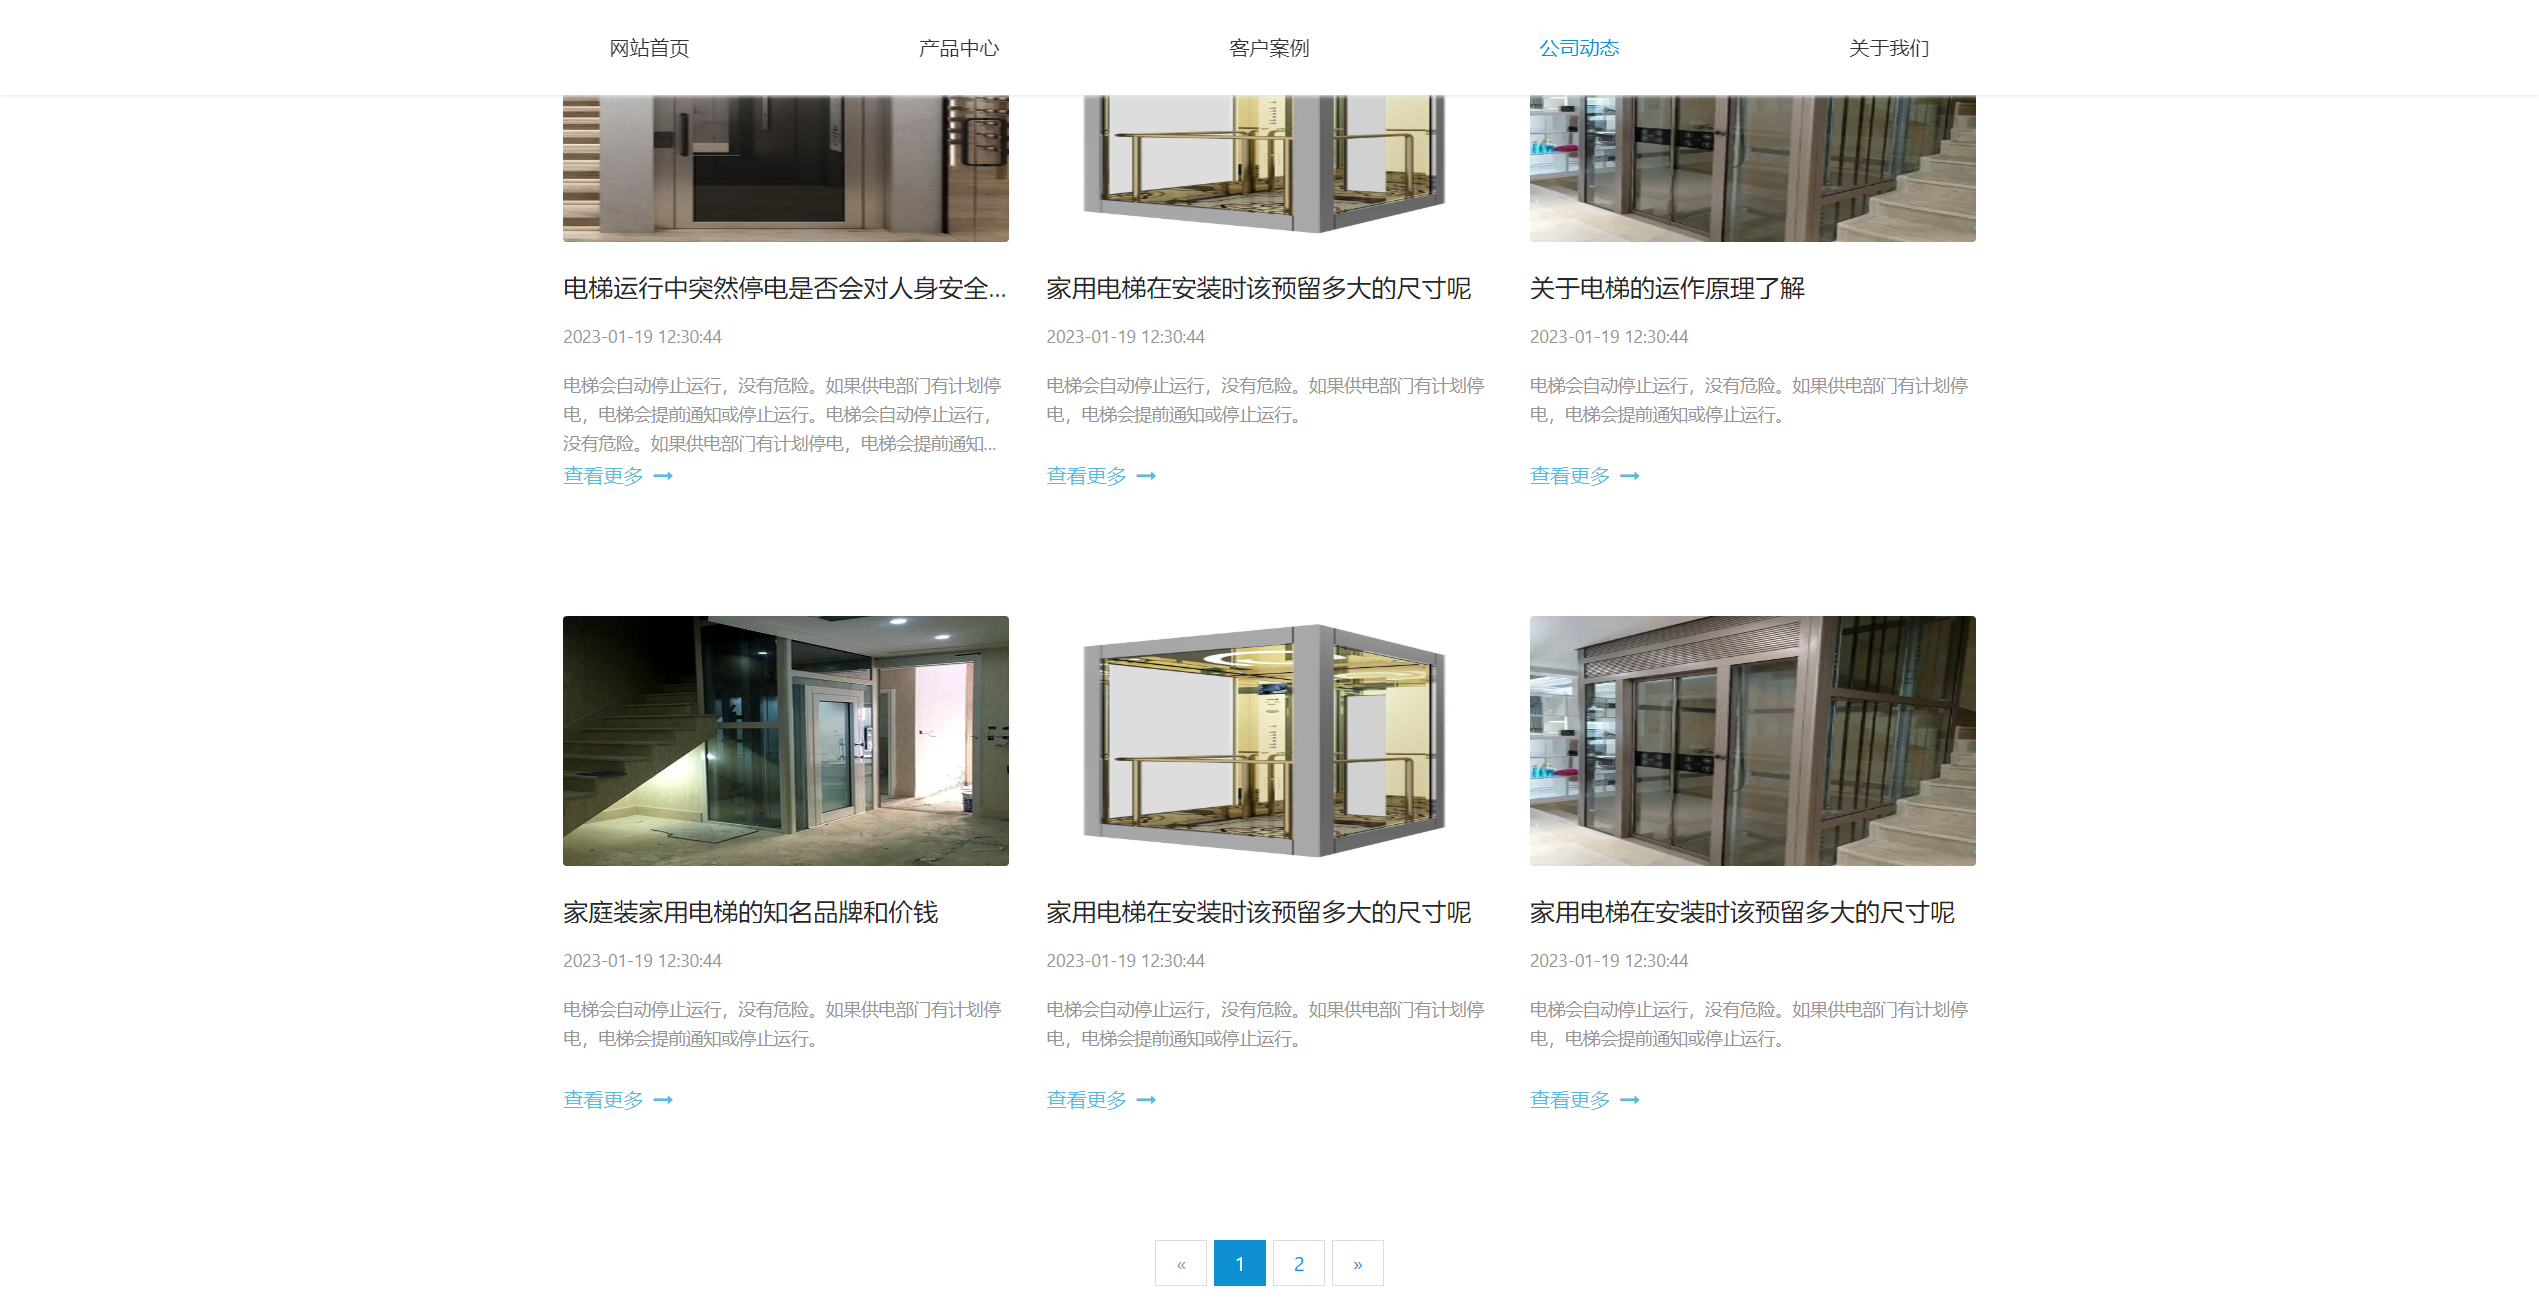 网站首页
产品中心
客户案例
公司动态
关于我们
电梯运行中突然停电是否会对人身安全...
2023-01-19 12:30:44
电梯会自动停止运行，没有危险。如果供电部门有计划停
电，电梯会提前通知或停止运行。电梯会自动停止运行，
没有危险。如果供电部门有计划停电，电梯会提前通知...
查看更多
家用电梯在安装时该预留多大的尺寸呢
2023-01-19 12:30:44
电梯会自动停止运行，没有危险。如果供电部门有计划停
电，电梯会提前通知或停止运行。
查看更多
关于电梯的运作原理了解
2023-01-19 12:30:44
电梯会自动停止运行，没有危险。如果供电部门有计划停
电，电梯会提前通知或停止运行。
查看更多
家庭装家用电梯的知名品牌和价钱
2023-01-19 12:30:44
电梯会自动停止运行，没有危险。如果供电部门有计划停
电，电梯会提前通知或停止运行。
查看更多
家用电梯在安装时该预留多大的尺寸呢
2023-01-19 12:30:44
电梯会自动停止运行，没有危险。如果供电部门有计划停
电，电梯会提前通知或停止运行。
查看更多
家用电梯在安装时该预留多大的尺寸呢
2023-01-19 12:30:44
电梯会自动停止运行，没有危险。如果供电部门有计划停
电，电梯会提前通知或停止运行。
查看更多
« 1 2 »